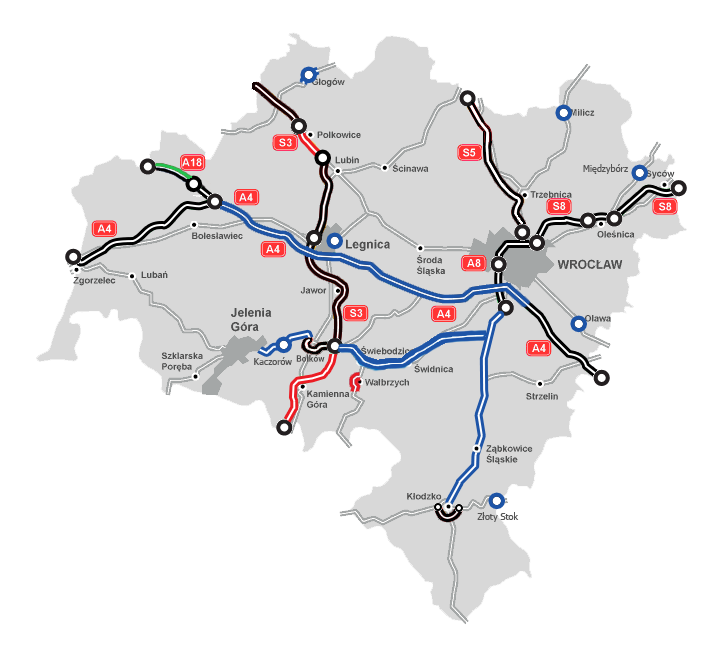 Głogów
Milicz
Połkowice
S3
S5
Lubin
A18
Ścinawa
Międzybórz
Syców
Trzebnica
A4
S8
S8
Oleśnica
A4
Boleslawiec
A4
Legnica
Środa
Śląska
A8
WROCŁAW
Zgorzelec
Lubań
Jawor
Jelenia
Góra
S3
A4
Oława
Szklarska
Poręba
Kaczorów
Bolków
Świebodzice
Świdnica
A4
Wałbrzych
Kamienna
Góra
Strzelin
Ząbkowice
Śląskie
Kłodzko
Złoty Stok